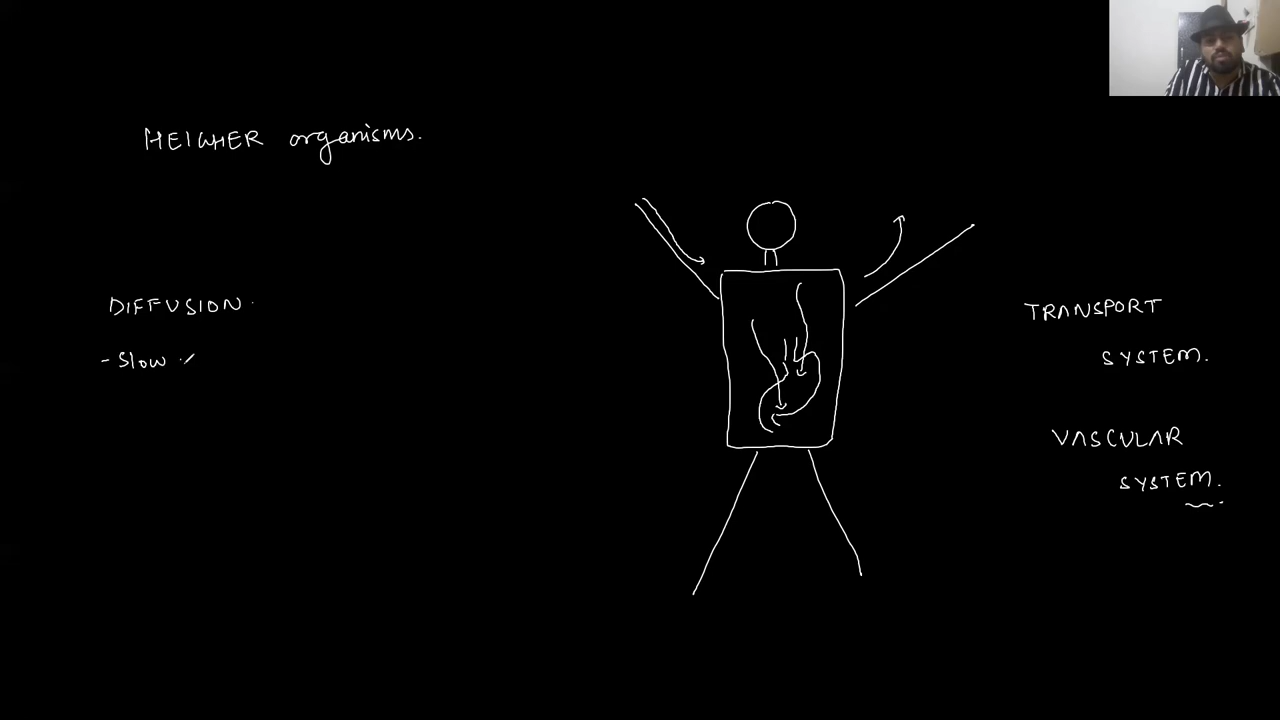 HEIGHER organisms.
DIFFUSION.
- Slow
TRANSPORT
SYSTEM.
VASCULAR
SYSTEM.